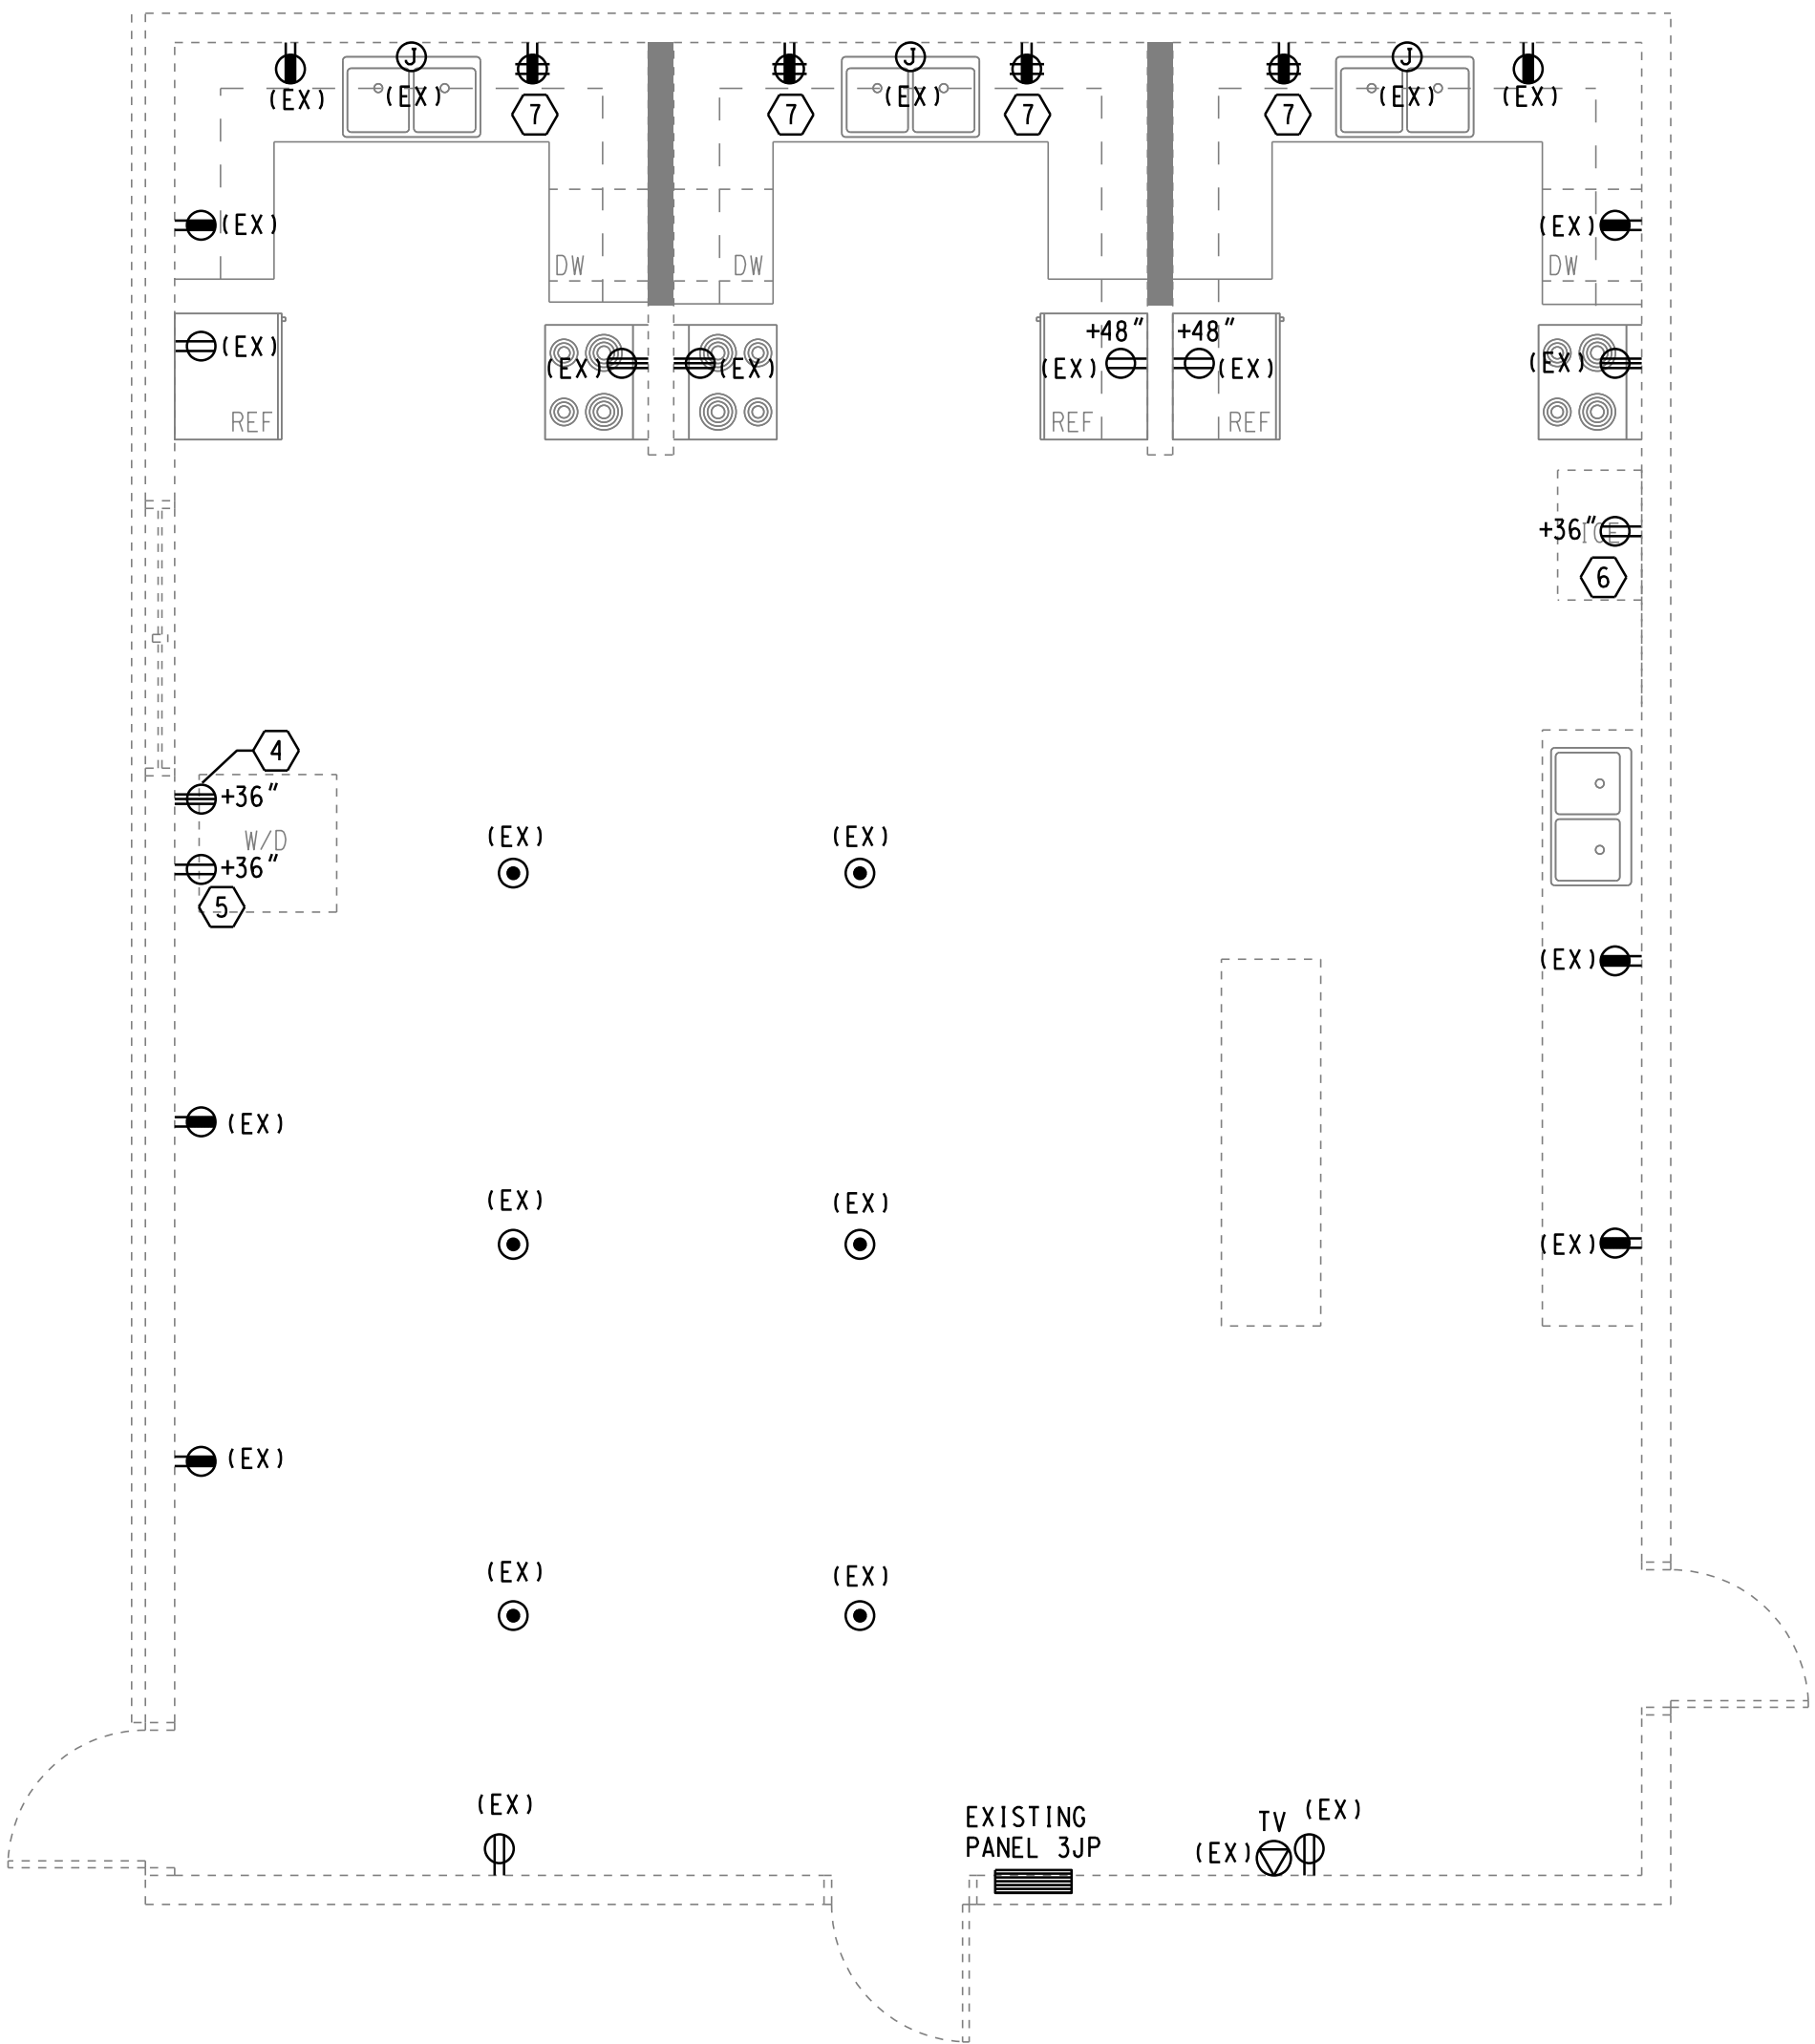 J J J
(EX) (EX) (EX) (EX) (EX)
7 7 7 7
(EX) (EX)
DW DW DW
+48" +48"
(EX) (EX) (EX) (EX) (EX) (EX)
REF REF REF
+36" ICE
6
4
+36"
W/D
+36"
5
(EX) (EX)
(EX)
(EX)
(EX) (EX)
(EX)
(EX)
(EX) (EX)
(EX)
EXISTING
PANEL 3JP
TV (EX)
(EX)